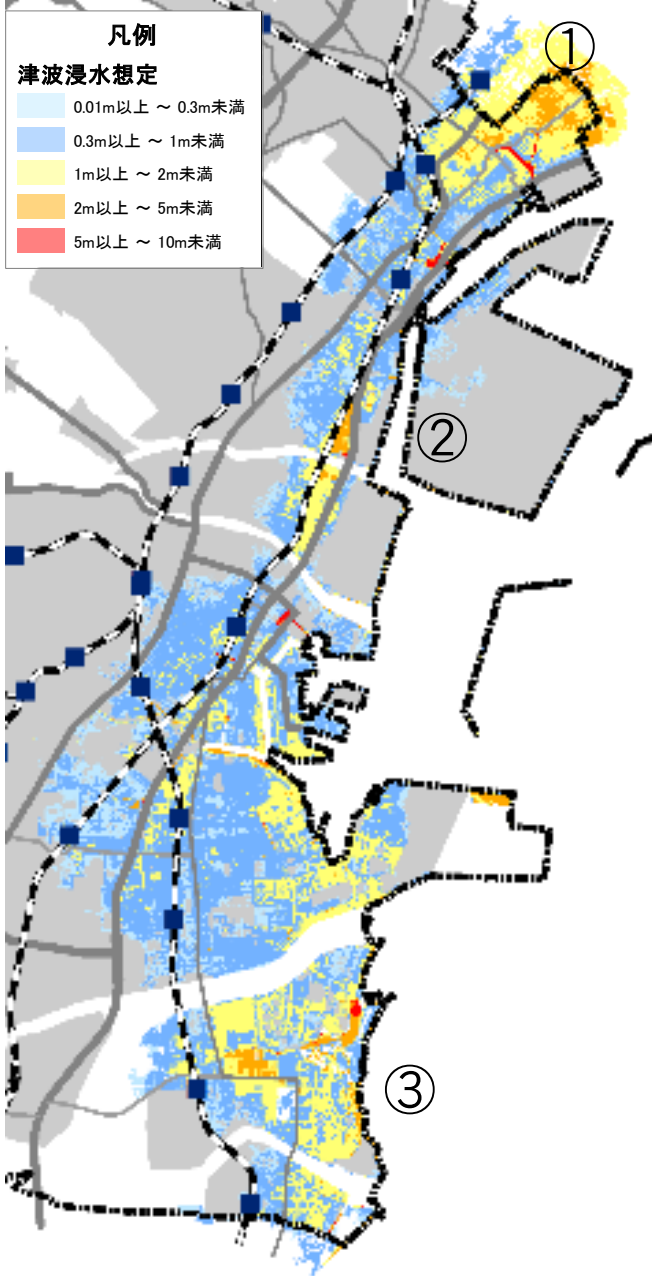 凡例
津波浸水想定
0.01m以上 ～ 0.3m未満
0.3m以上 ～ 1m未満
1m以上 ～ 2m未満
2m以上 ～ 5m未満
5m以上 ～ 10m未満
①
②
③